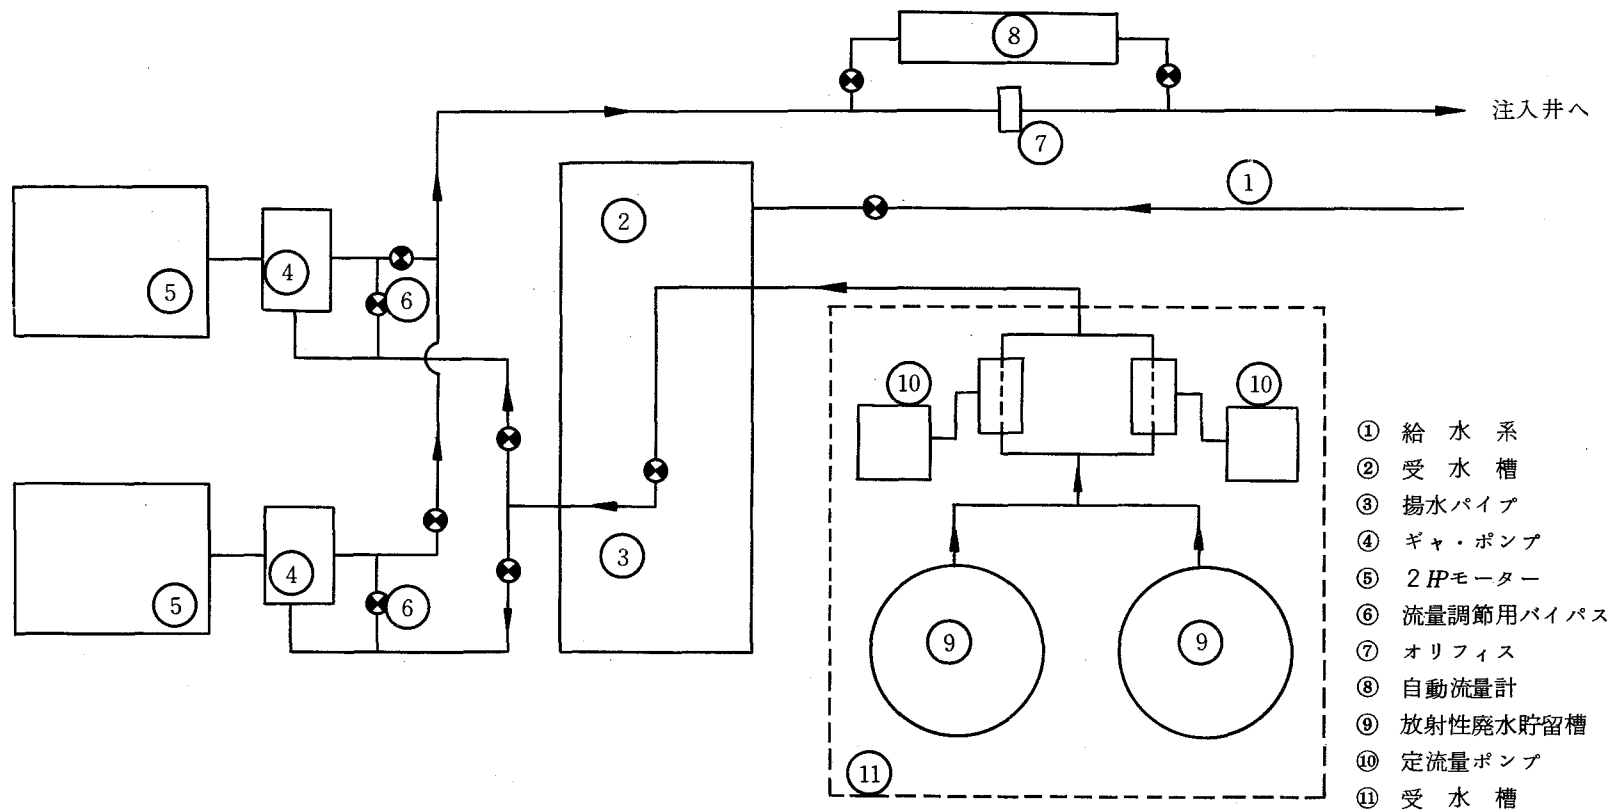 ⑧
注入井へ
⑦
①
②
④
⑤
⑥
⑩
⑩
③
④
⑤
⑥
⑨
⑨
⑪
① 給水系
② 受水槽
③ 揚水パイプ
④ ギャ・ポンプ
⑤ 2HPモーター
⑥ 流量調節用バイパス
⑦ オリフィス
⑧ 自動流量計
⑨ 放射性廃水貯留槽
⑩ 定流量ポンプ
⑪ 受水槽